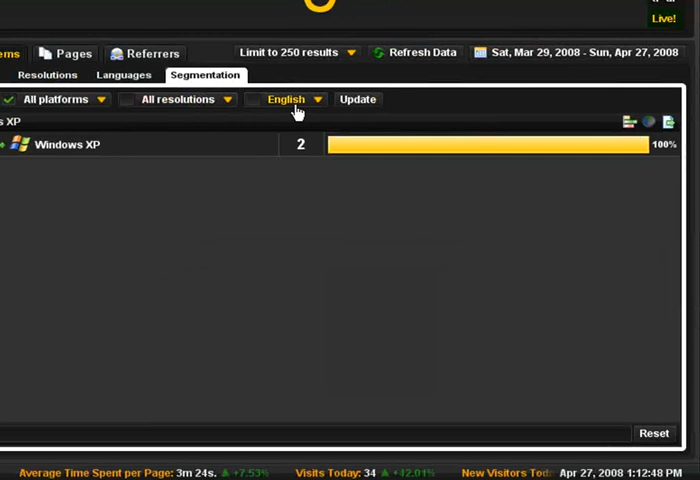 Live!
ems Pages Referrers Limit to 250 results Refresh Data Sat, Mar 29, 2008 - Sun, Apr 27, 2008
Resolutions Languages Segmentation
All platforms All resolutions English Update
s XP
Windows XP 2 100%
Reset
Average Time Spent per Page: 3m 24s. +7.53% Visits Today: 34 +42.01% New Visitors Tod Apr 27, 2008 1:12:48 PM